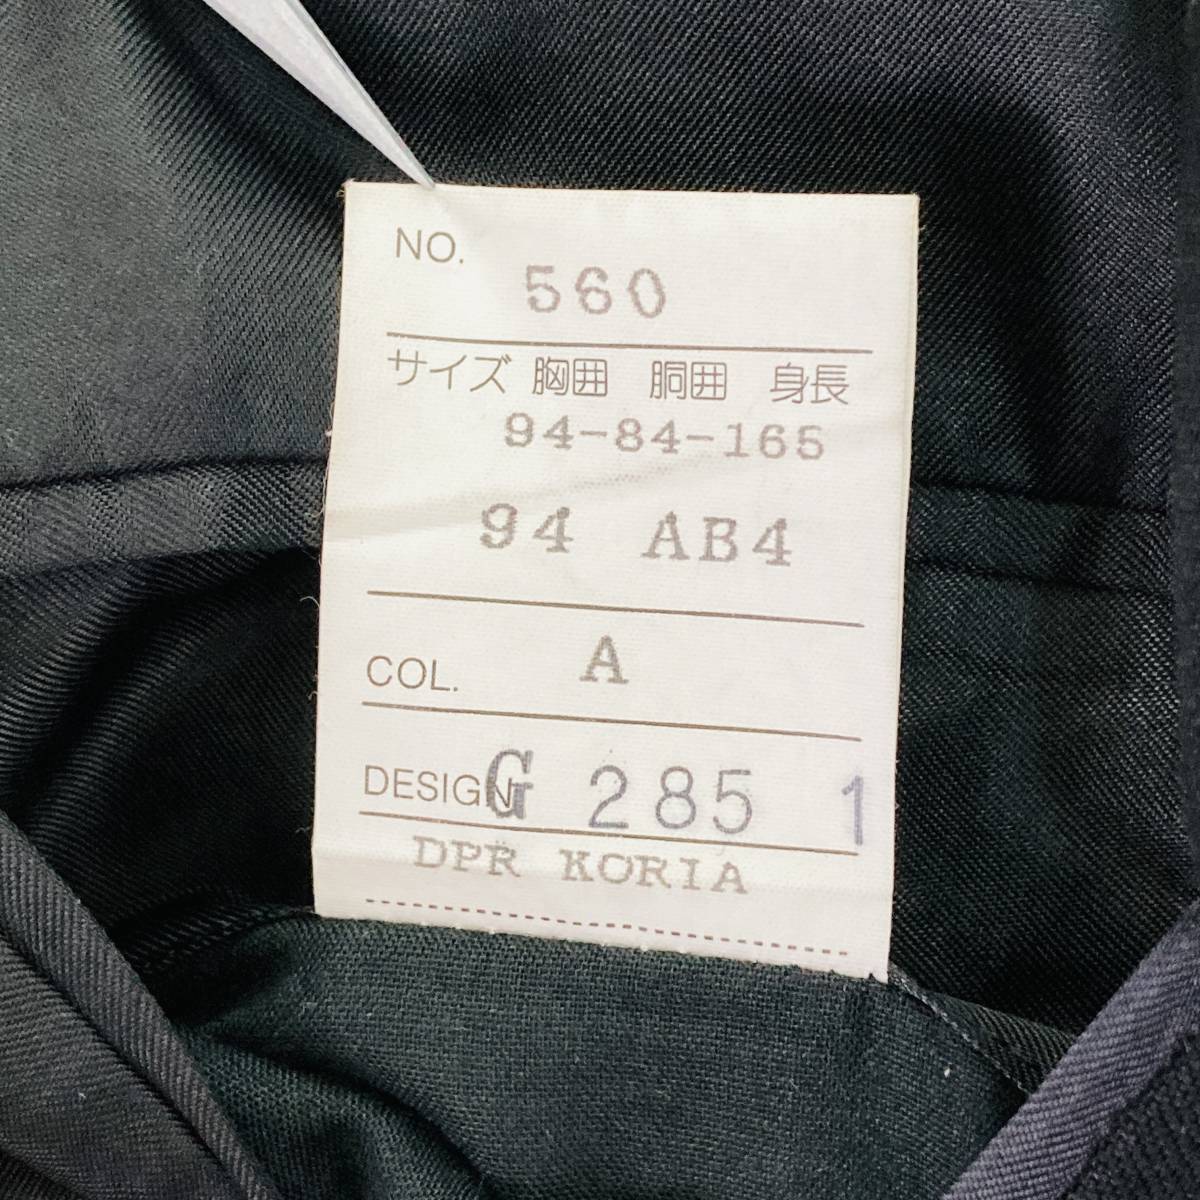 NO. 560
サイズ 胸囲 胴囲 身長
94-84-165
94 AB4
COL. A
DESIGN G 285 1
DPR KORIA